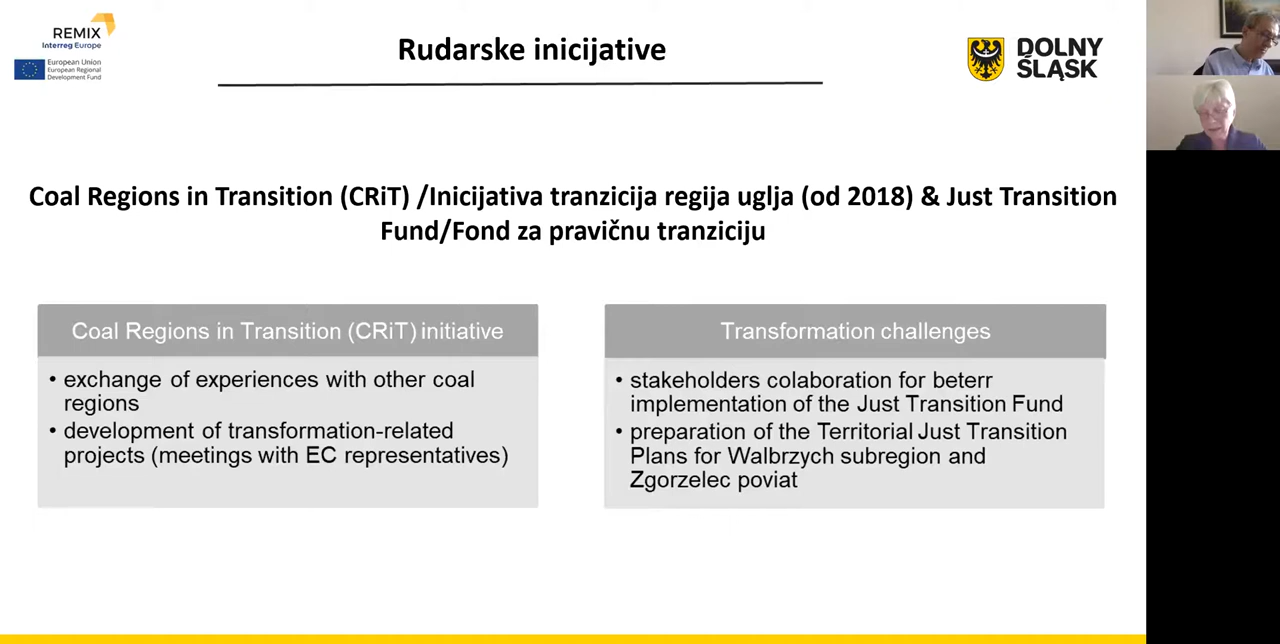 REMIX
Interreg Europe
European Union
European Regional
Development Fund
Rudarske inicijative
DOLNY
ŚLĄSK
Coal Regions in Transition (CRiT) /Inicijativa tranzicija regija uglja (od 2018) & Just Transition
Fund/Fond za pravičnu tranziciju
Coal Regions in Transition (CRiT) initiative
• exchange of experiences with other coal
regions
• development of transformation-related
projects (meetings with EC representatives)
Transformation challenges
• stakeholders colaboration for beterr
implementation of the Just Transition Fund
• preparation of the Territorial Just Transition
Plans for Walbrzych subregion and
Zgorzelec poviat